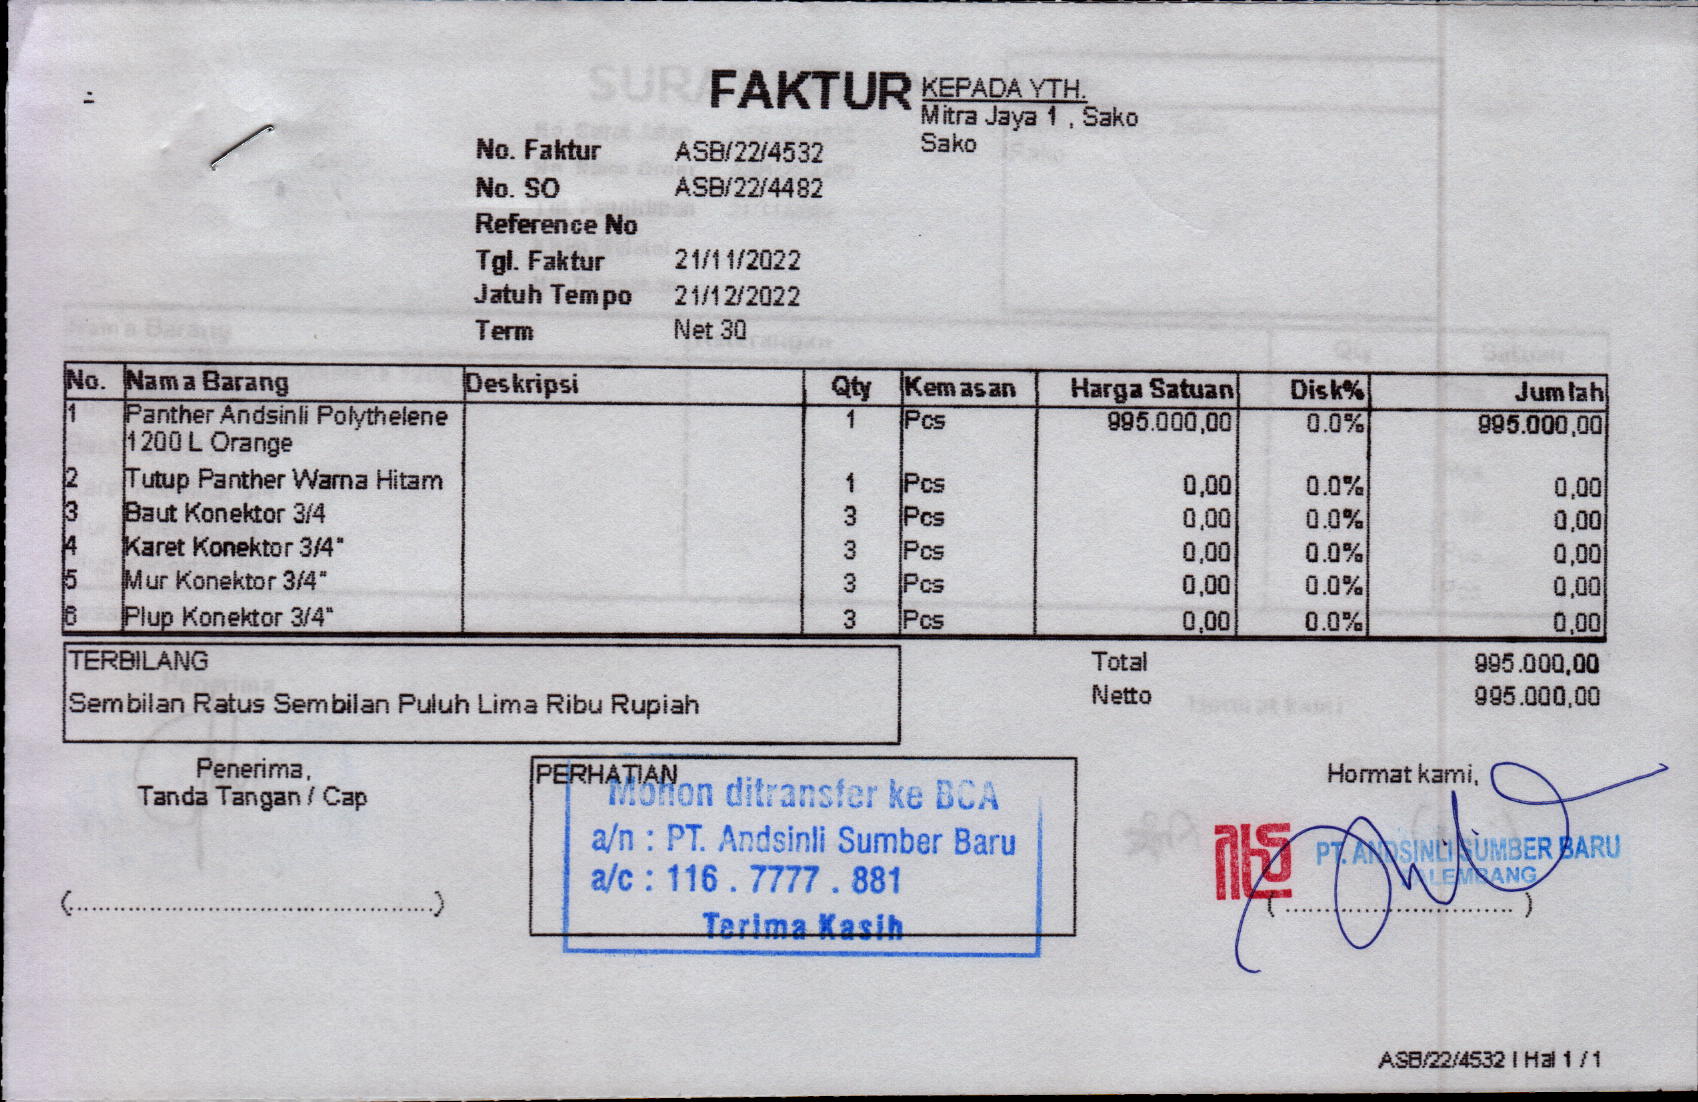 FAKTUR
KEPADA YTH.
Mitra Jaya 1 , Sako
Sako
No. Faktur ASB/22/4532
No. SO ASB/22/4482
Reference No
Tgl. Faktur 21/11/2022
Jatuh Tempo 21/12/2022
Term Net 30
No. Nama Barang Deskripsi Qty Kemasan Harga Satuan Disk% Jumlah
1 Panther Andsinli Polythelene 1 Pcs 995.000,00 0.0% 995.000,00
1200 L Orange
2 Tutup Panther Warna Hitam 1 Pcs 0,00 0.0% 0,00
3 Baut Konektor 3/4 3 Pcs 0,00 0.0% 0,00
4 Karet Konektor 3/4" 3 Pcs 0,00 0.0% 0,00
5 Mur Konektor 3/4" 3 Pcs 0,00 0.0% 0,00
6 Plup Konektor 3/4" 3 Pcs 0,00 0.0% 0,00
TERBILANG
Sembilan Ratus Sembilan Puluh Lima Ribu Rupiah
Total 995.000,00
Netto 995.000,00
Penerima,
Tanda Tangan / Cap
(..........................................)
PERHATIAN
Mohon ditransfer ke BCA
a/n : PT. Andsinli Sumber Baru
a/c : 116 . 7777 . 881
Terima Kasih
Hormat kami,
PT. ANDSINLI SUMBER BARU
PALEMBANG
(..............................)
ASB/22/4532 | Hal 1 / 1